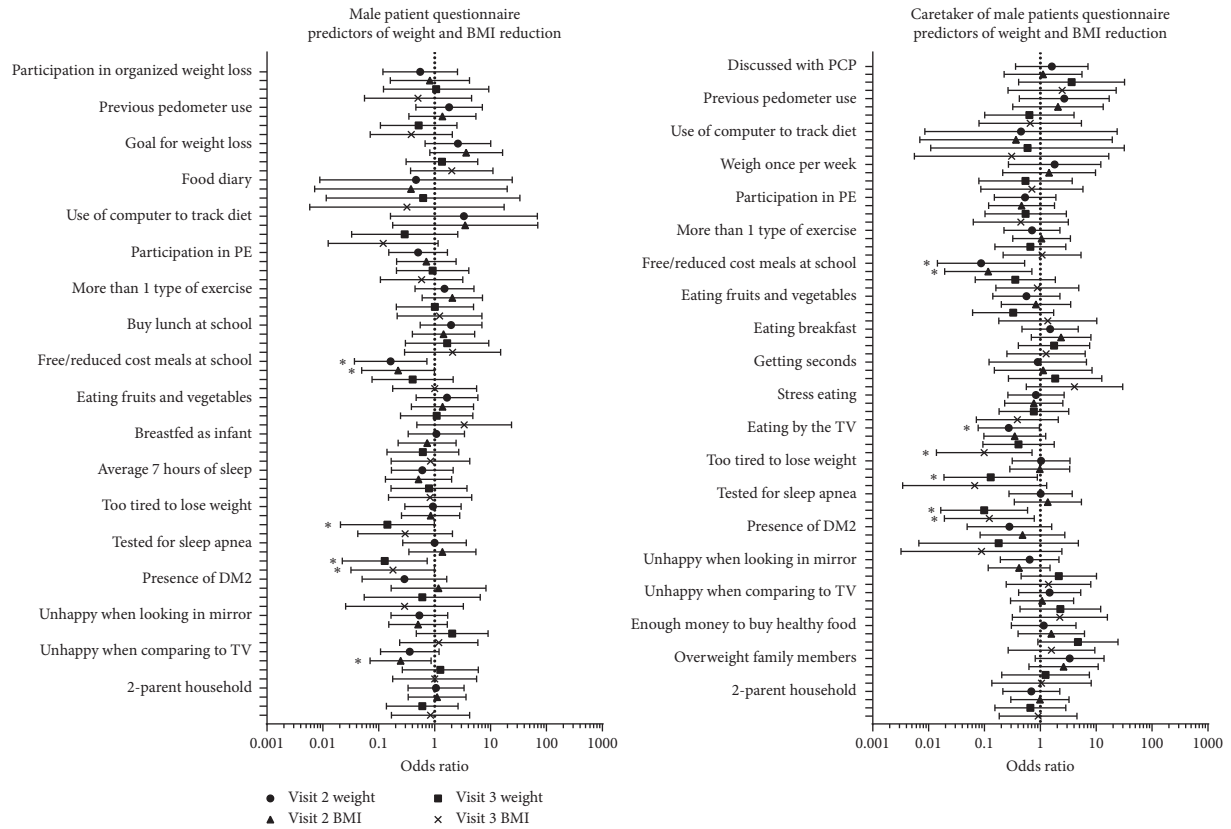 Male patient questionnaire
predictors of weight and BMI reduction
Participation in organized weight loss
Previous pedometer use
Goal for weight loss
Food diary
Use of computer to track diet
Participation in PE
More than 1 type of exercise
Buy lunch at school
Free/reduced cost meals at school
Eating fruits and vegetables
Breastfed as infant
Average 7 hours of sleep
Too tired to lose weight
Tested for sleep apnea
Presence of DM2
Unhappy when looking in mirror
Unhappy when comparing to TV
2-parent household
*
*
*
*
*
*
0.001 0.01 0.1 1 10 100 1000
Odds ratio
Visit 2 weight
Visit 2 BMI
Visit 3 weight
Visit 3 BMI
Caretaker of male patients questionnaire
predictors of weight and BMI reduction
Discussed with PCP
Previous pedometer use
Use of computer to track diet
Weigh once per week
Participation in PE
More than 1 type of exercise
Free/reduced cost meals at school
Eating fruits and vegetables
Eating breakfast
Getting seconds
Stress eating
Eating by the TV
Too tired to lose weight
Tested for sleep apnea
Presence of DM2
Unhappy when looking in mirror
Unhappy when comparing to TV
Enough money to buy healthy food
Overweight family members
2-parent household
*
*
*
*
*
*
*
0.001 0.01 0.1 1 10 100 1000
Odds ratio